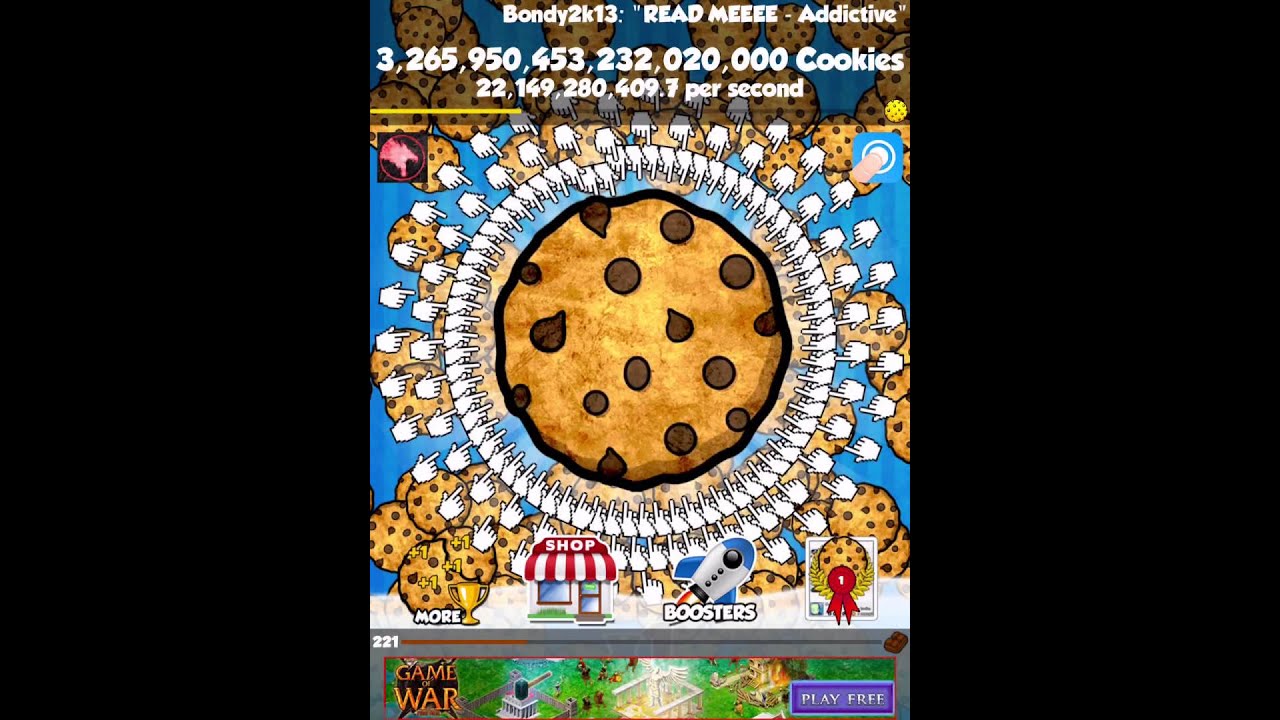 Bondy2k13: "READ MEEEE - Addictive"
3,265,950,453,232,020,000 Cookies
22,149,280,409.7 per second
+1
+1
+1
+1
MORE
SHOP
BOOSTERS
1
221
GAME
OF
WAR
PLAY FREE